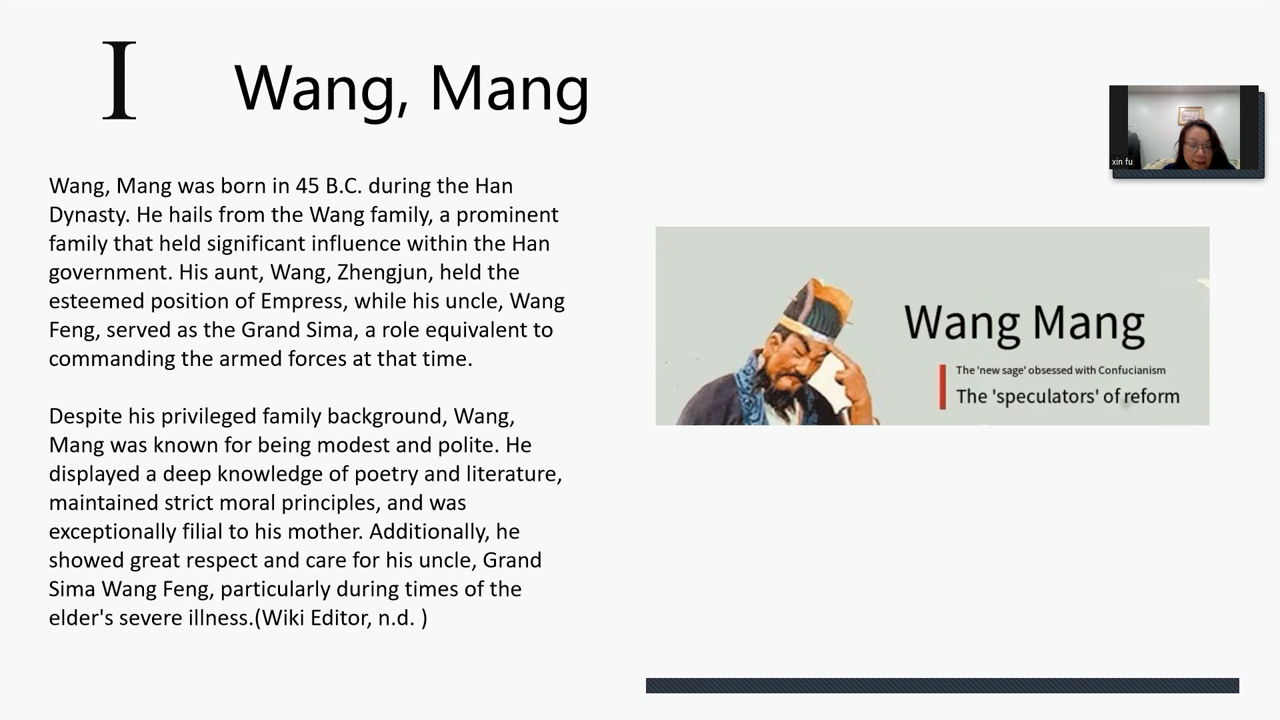 I
Wang, Mang
xin fu
Wang, Mang was born in 45 B.C. during the Han
Dynasty. He hails from the Wang family, a prominent
family that held significant influence within the Han
government. His aunt, Wang, Zhengjun, held the
esteemed position of Empress, while his uncle, Wang
Feng, served as the Grand Sima, a role equivalent to
commanding the armed forces at that time.
Despite his privileged family background, Wang,
Mang was known for being modest and polite. He
displayed a deep knowledge of poetry and literature,
maintained strict moral principles, and was
exceptionally filial to his mother. Additionally, he
showed great respect and care for his uncle, Grand
Sima Wang Feng, particularly during times of the
elder's severe illness.(Wiki Editor, n.d. )
Wang Mang
The 'new sage' obsessed with Confucianism
The 'speculators' of reform